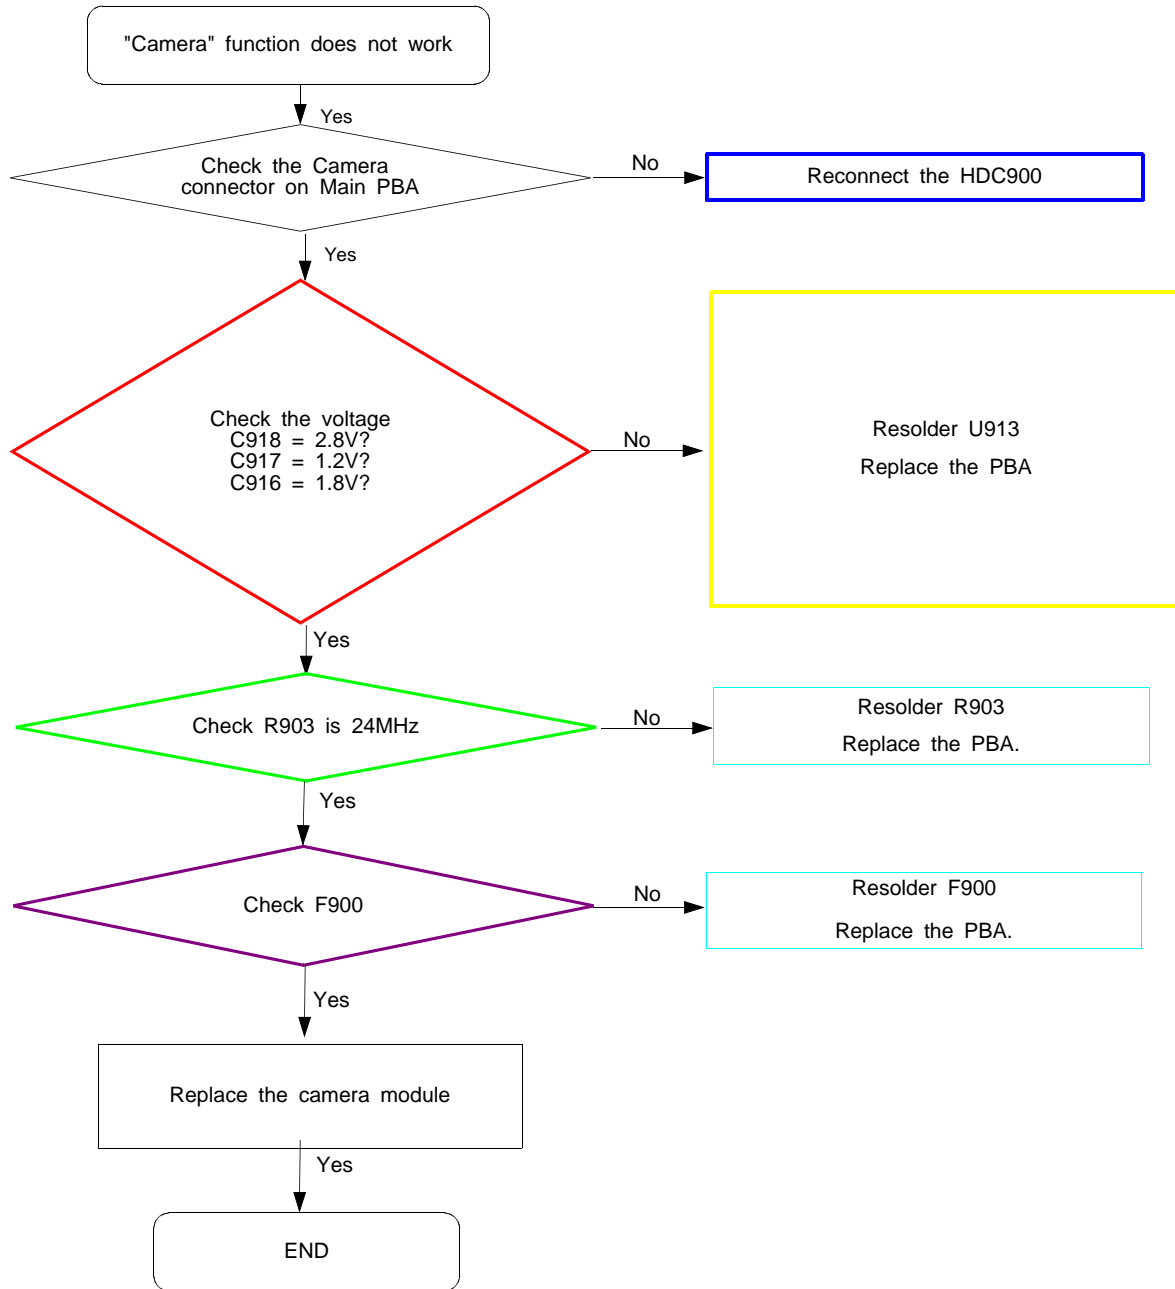 "Camera" function does not work
Yes
Check the Camera
connector on Main PBA
No
Reconnect the HDC900
Yes
Check the voltage
C918 = 2.8V?
C917 = 1.2V?
C916 = 1.8V?
No
Resolder U913
Replace the PBA
Yes
Check R903 is 24MHz
No
Resolder R903
Replace the PBA.
Yes
Check F900
No
Resolder F900
Replace the PBA.
Yes
Replace the camera module
Yes
END